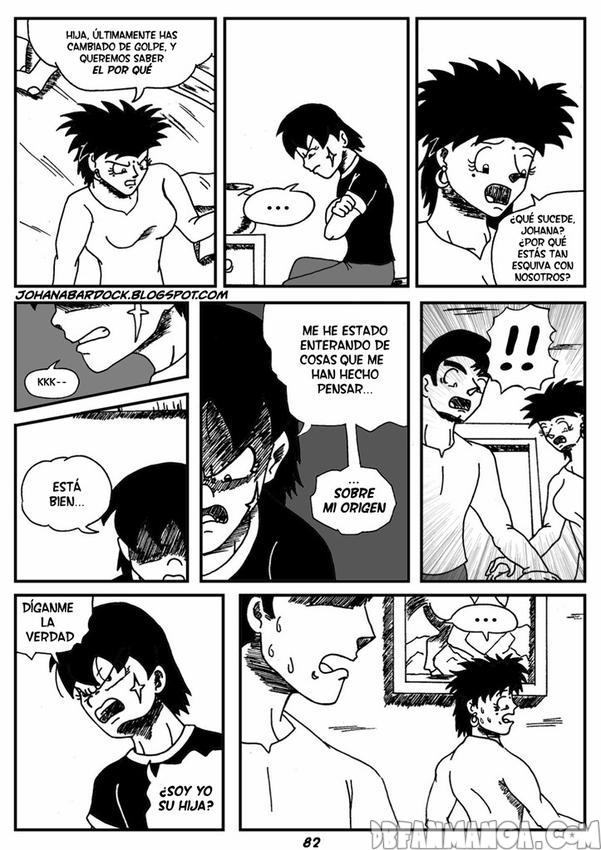 HIJA, ÚLTIMAMENTE HAS
CAMBIADO DE GOLPE, Y
QUEREMOS SABER
EL POR QUÉ
...
¿QUÉ SUCEDE,
JOHANA?
¿POR QUÉ
ESTÁS TAN
ESQUIVA CON
NOSOTROS?
JOHANABARDOCK.BLOGSPOT.COM
KKK--
ESTÁ
BIEN...
ME HE ESTADO
ENTERANDO DE
COSAS QUE ME
HAN HECHO
PENSAR...
...
SOBRE
MI ORIGEN
!!
DÍGANME
LA
VERDAD
¿SOY YO
SU HIJA?
...
82
DBFANMANGA.COM